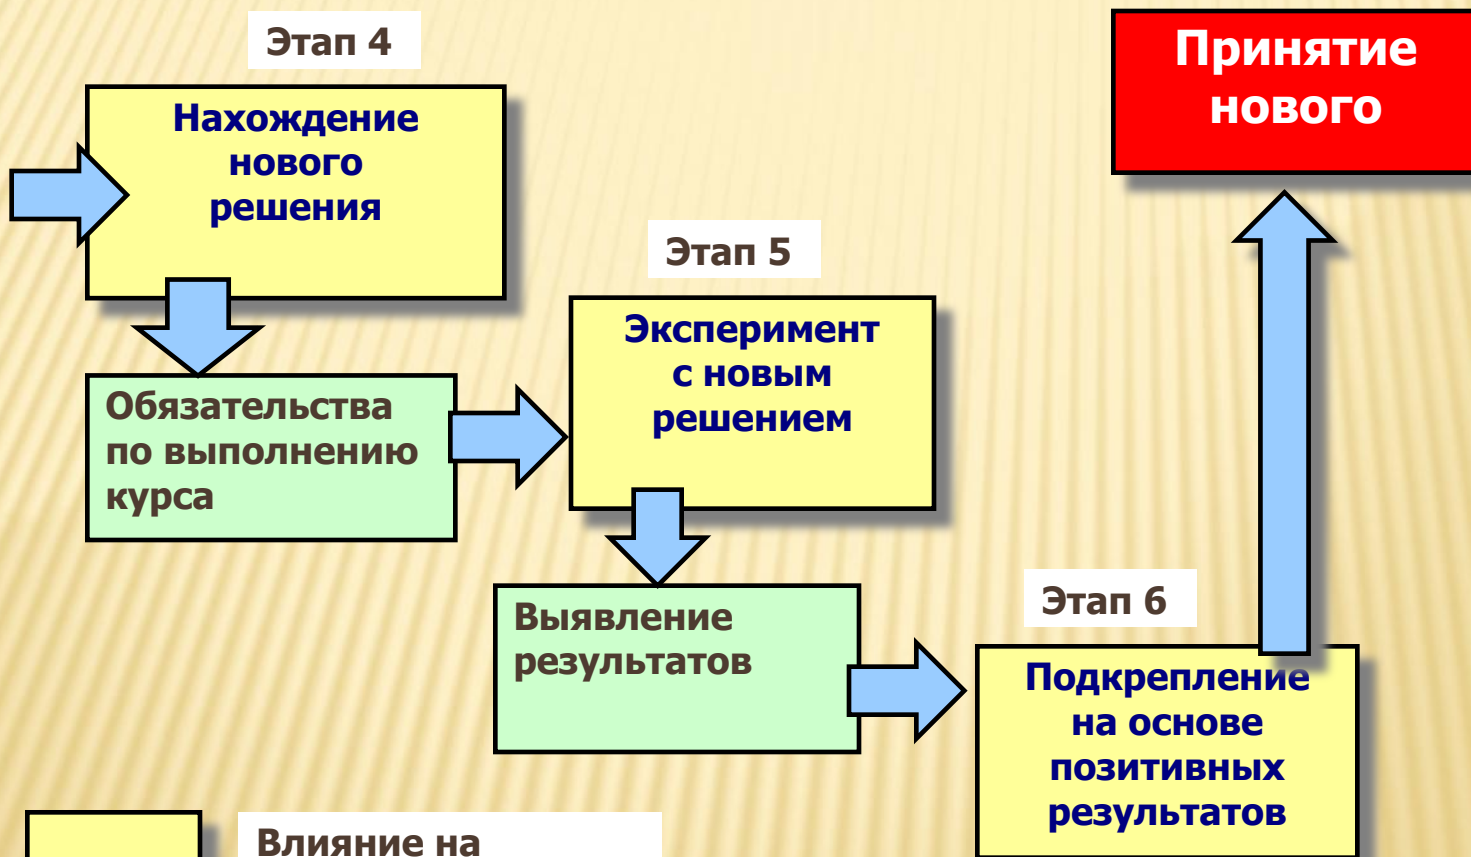 Этап 4
Нахождение
нового
решения
Принятие
нового
Этап 5
Эксперимент
с новым
решением
Обязательства
по выполнению
курса
Этап 6
Выявление
результатов
Подкрепление
на основе
позитивных
результатов
Влияние на